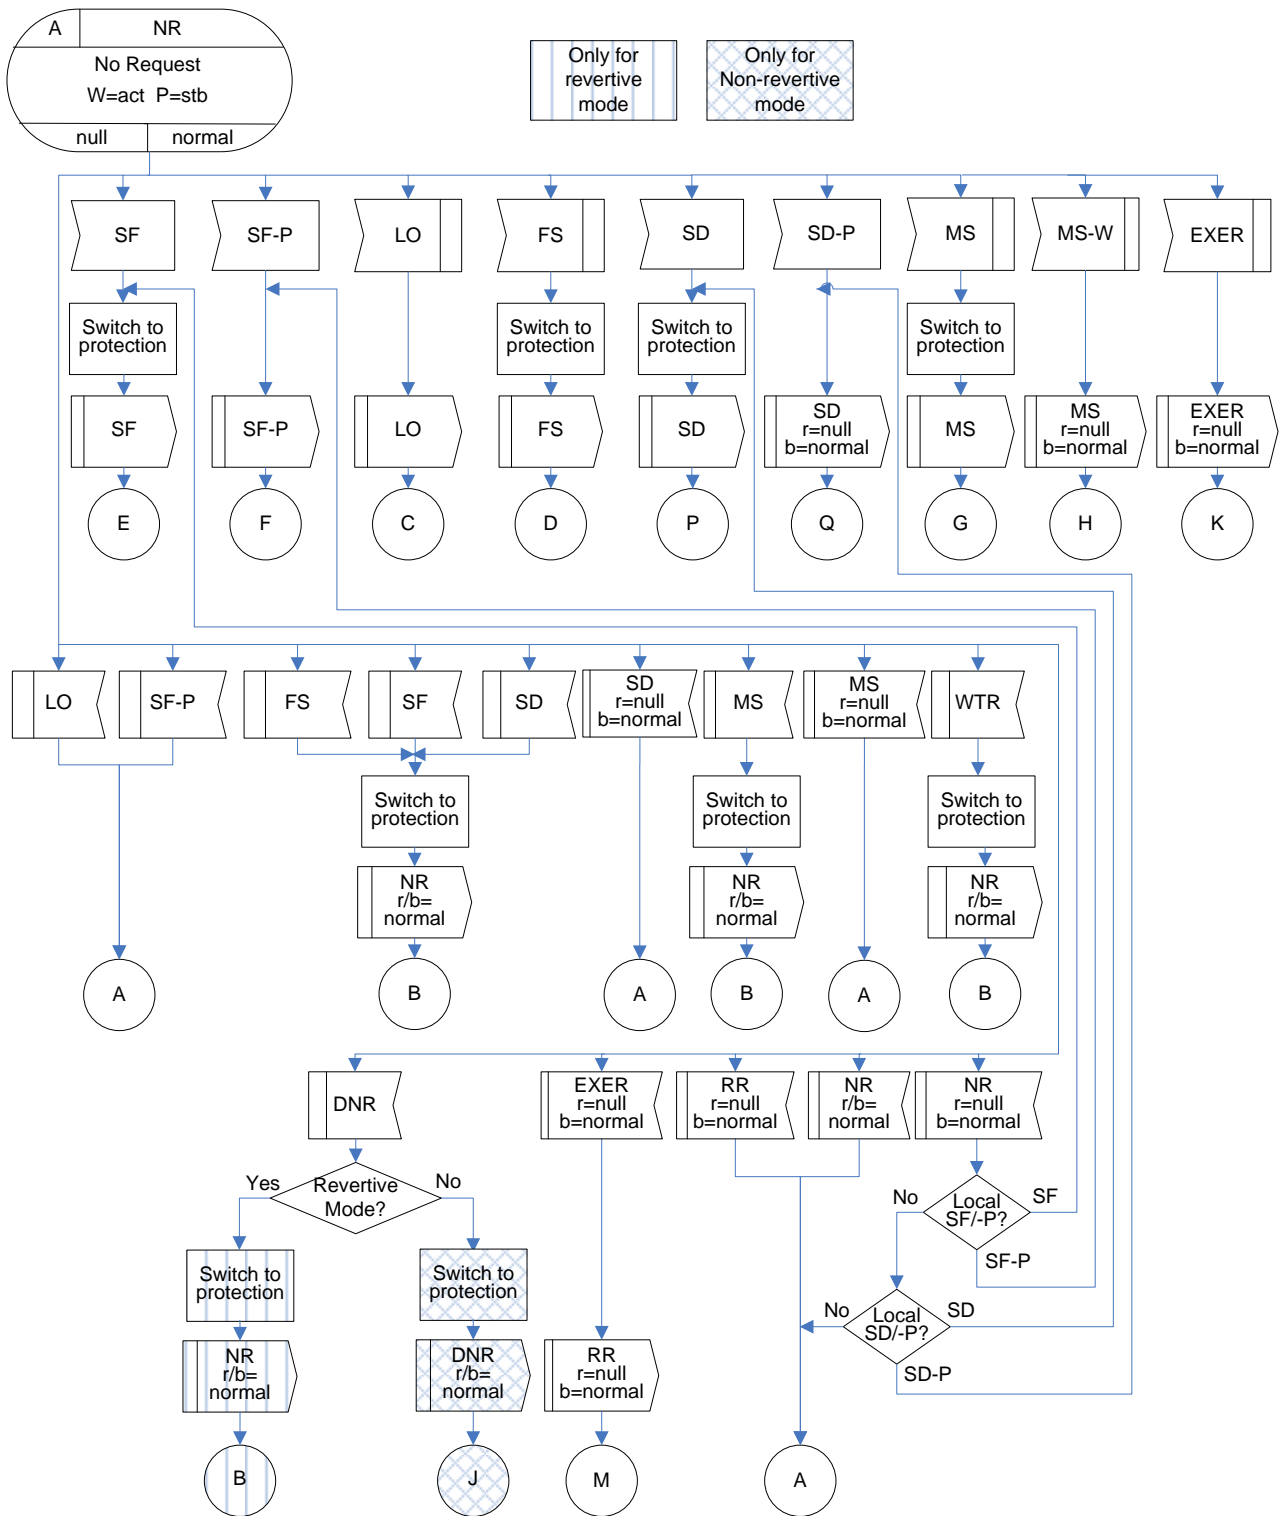 A
NR
No Request
W=act P=stb
null
normal
Only for
revertive
mode
Only for
Non-revertive
mode
SF
SF-P
LO
FS
SD
SD-P
MS
MS-W
EXER
Switch to
protection
Switch to
protection
Switch to
protection
Switch to
protection
SF
SF-P
LO
FS
SD
SD
r=null
b=normal
MS
MS
r=null
b=normal
EXER
r=null
b=normal
E
F
C
D
P
Q
G
H
K
LO
SF-P
FS
SF
SD
SD
r=null
b=normal
MS
MS
r=null
b=normal
WTR
Switch to
protection
Switch to
protection
Switch to
protection
NR
r/b=
normal
NR
r/b=
normal
NR
r/b=
normal
A
B
A
B
A
B
DNR
EXER
r=null
b=normal
RR
r=null
b=normal
NR
r/b=
normal
NR
r=null
b=normal
Yes
Revertive
Mode?
No
No
Local
SF/-P?
SF
SF-P
Switch to
protection
Switch to
protection
No
Local
SD/-P?
SD
SD-P
NR
r/b=
normal
DNR
r/b=
normal
RR
r=null
b=normal
B
J
M
A